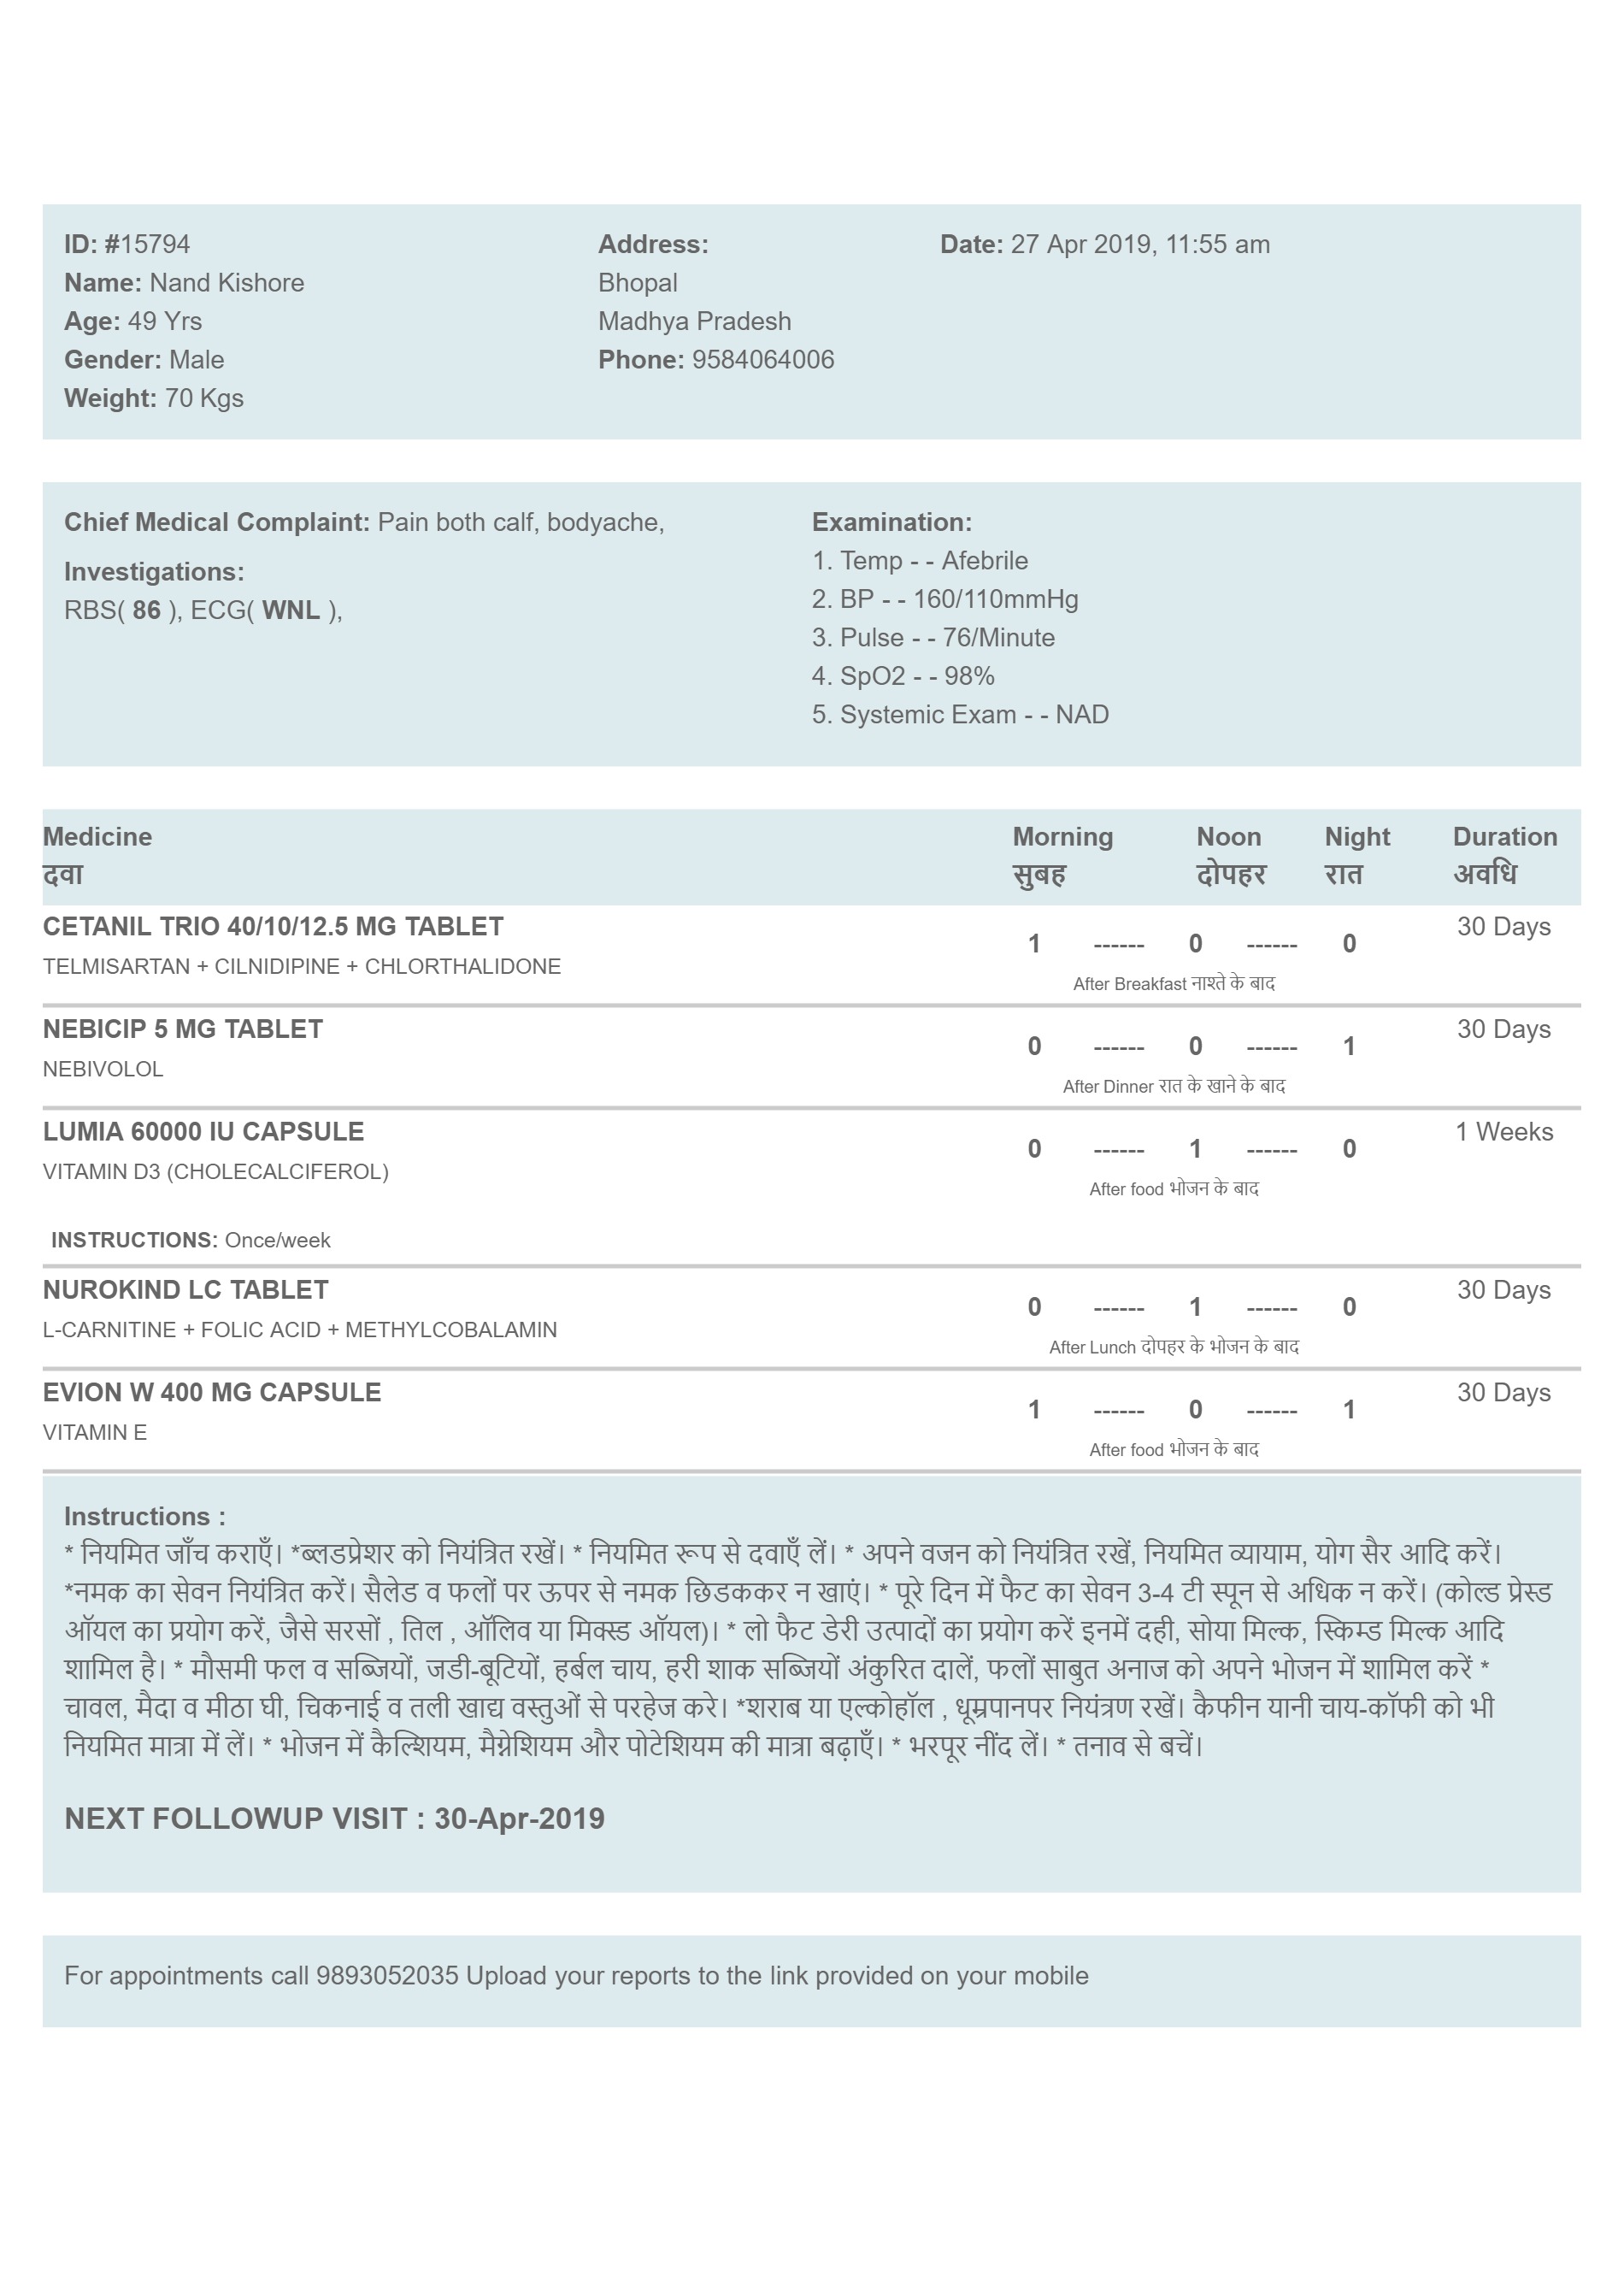 ID: #15794
Name: Nand Kishore
Age: 49 Yrs
Gender: Male
Weight: 70 Kgs
Address:
Bhopal
Madhya Pradesh
Phone: 9584064006
Date: 27 Apr 2019, 11:55 am
Chief Medical Complaint: Pain both calf, bodyache,
Investigations:
RBS( 86 ), ECG( WNL ),
Examination:
1. Temp - - Afebrile
2. BP - - 160/110mmHg
3. Pulse - - 76/Minute
4. SpO2 - - 98%
5. Systemic Exam - - NAD
Medicine Morning Noon Night Duration
दवा सुबह दोपहर रात अवधि
CETANIL TRIO 40/10/12.5 MG TABLET 30 Days
1 ------ 0 ------ 0
TELMISARTAN + CILNIDIPINE + CHLORTHALIDONE
After Breakfast नाश्ते के बाद
NEBICIP 5 MG TABLET 30 Days
0 ------ 0 ------ 1
NEBIVOLOL
After Dinner रात के खाने के बाद
LUMIA 60000 IU CAPSULE 1 Weeks
0 ------ 1 ------ 0
VITAMIN D3 (CHOLECALCIFEROL)
After food भोजन के बाद
INSTRUCTIONS: Once/week
NUROKIND LC TABLET 30 Days
0 ------ 1 ------ 0
L-CARNITINE + FOLIC ACID + METHYLCOBALAMIN
After Lunch दोपहर के भोजन के बाद
EVION W 400 MG CAPSULE 30 Days
1 ------ 0 ------ 1
VITAMIN E
After food भोजन के बाद
Instructions :
* नियमित जाँच कराएँ। *ब्लडप्रेशर को नियंत्रित रखें। * नियमित रूप से दवाएँ लें। * अपने वजन को नियंत्रित रखें, नियमित व्यायाम, योग सैर आदि करें।
*नमक का सेवन नियंत्रित करें। सैलेड व फलों पर ऊपर से नमक छिडककर न खाएं। * पूरे दिन में फैट का सेवन 3-4 टी स्पून से अधिक न करें। (कोल्ड प्रेस्ड
ऑयल का प्रयोग करें, जैसे सरसों , तिल , ऑलिव या मिक्स्ड ऑयल)। * लो फैट डेरी उत्पादों का प्रयोग करें इनमें दही, सोया मिल्क, स्किम्ड मिल्क आदि
शामिल है। * मौसमी फल व सब्जियों, जडी-बूटियों, हर्बल चाय, हरी शाक सब्जियों अंकुरित दालें, फलों साबुत अनाज को अपने भोजन में शामिल करें *
चावल, मैदा व मीठा घी, चिकनाई व तली खाद्य वस्तुओं से परहेज करे। *शराब या एल्कोहॉल , धूम्रपानपर नियंत्रण रखें। कैफीन यानी चाय-कॉफी को भी
नियमित मात्रा में लें। * भोजन में कैल्शियम, मैग्नेशियम और पोटेशियम की मात्रा बढ़ाएँ। * भरपूर नींद लें। * तनाव से बचें।
NEXT FOLLOWUP VISIT : 30-Apr-2019
For appointments call 9893052035 Upload your reports to the link provided on your mobile